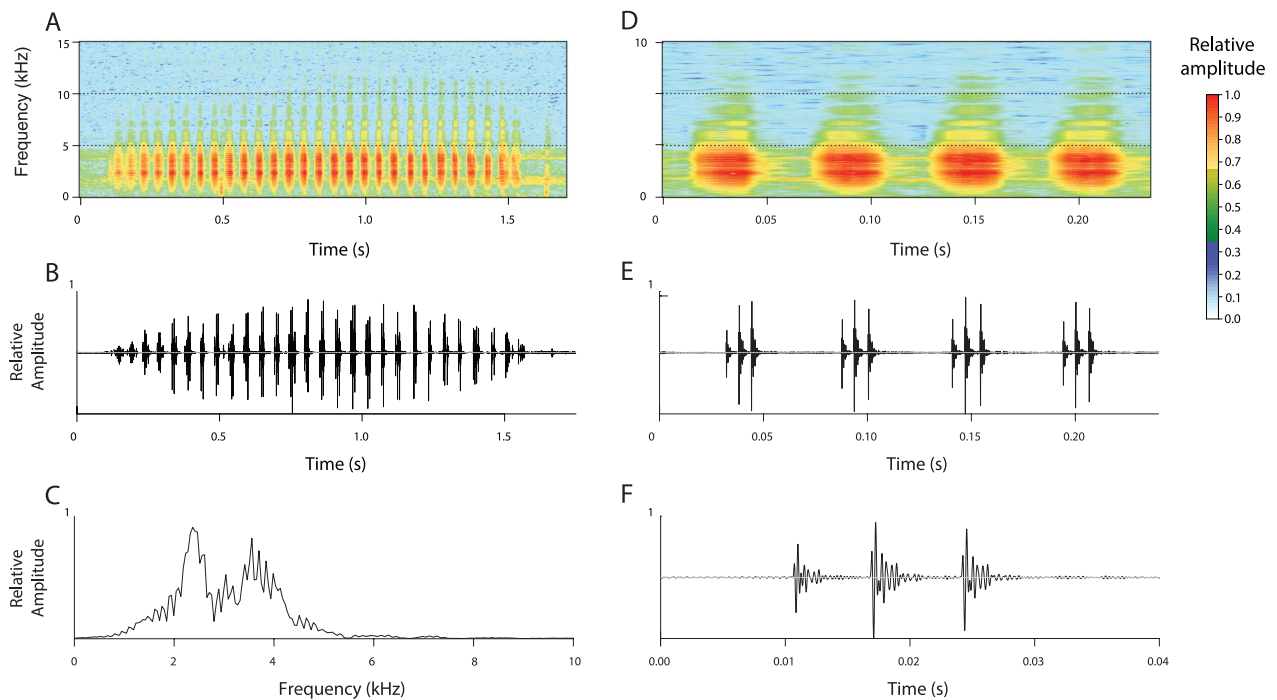 A
Frequency (kHz)
15
10
5
0
0 0.5 1.0 1.5
Time (s)
D
10
0
0 0.05 0.10 0.15 0.20
Time (s)
Relative
amplitude
1.0
0.9
0.8
0.7
0.6
0.5
0.4
0.3
0.2
0.1
0.0
B
1
Relative
Amplitude
0 0.5 1.0 1.5
Time (s)
E
1
0 0.05 0.10 0.15 0.20
Time (s)
C
1
Relative
Amplitude
0 2 4 6 8 10
Frequency (kHz)
F
1
0.00 0.01 0.02 0.03 0.04
Time (s)